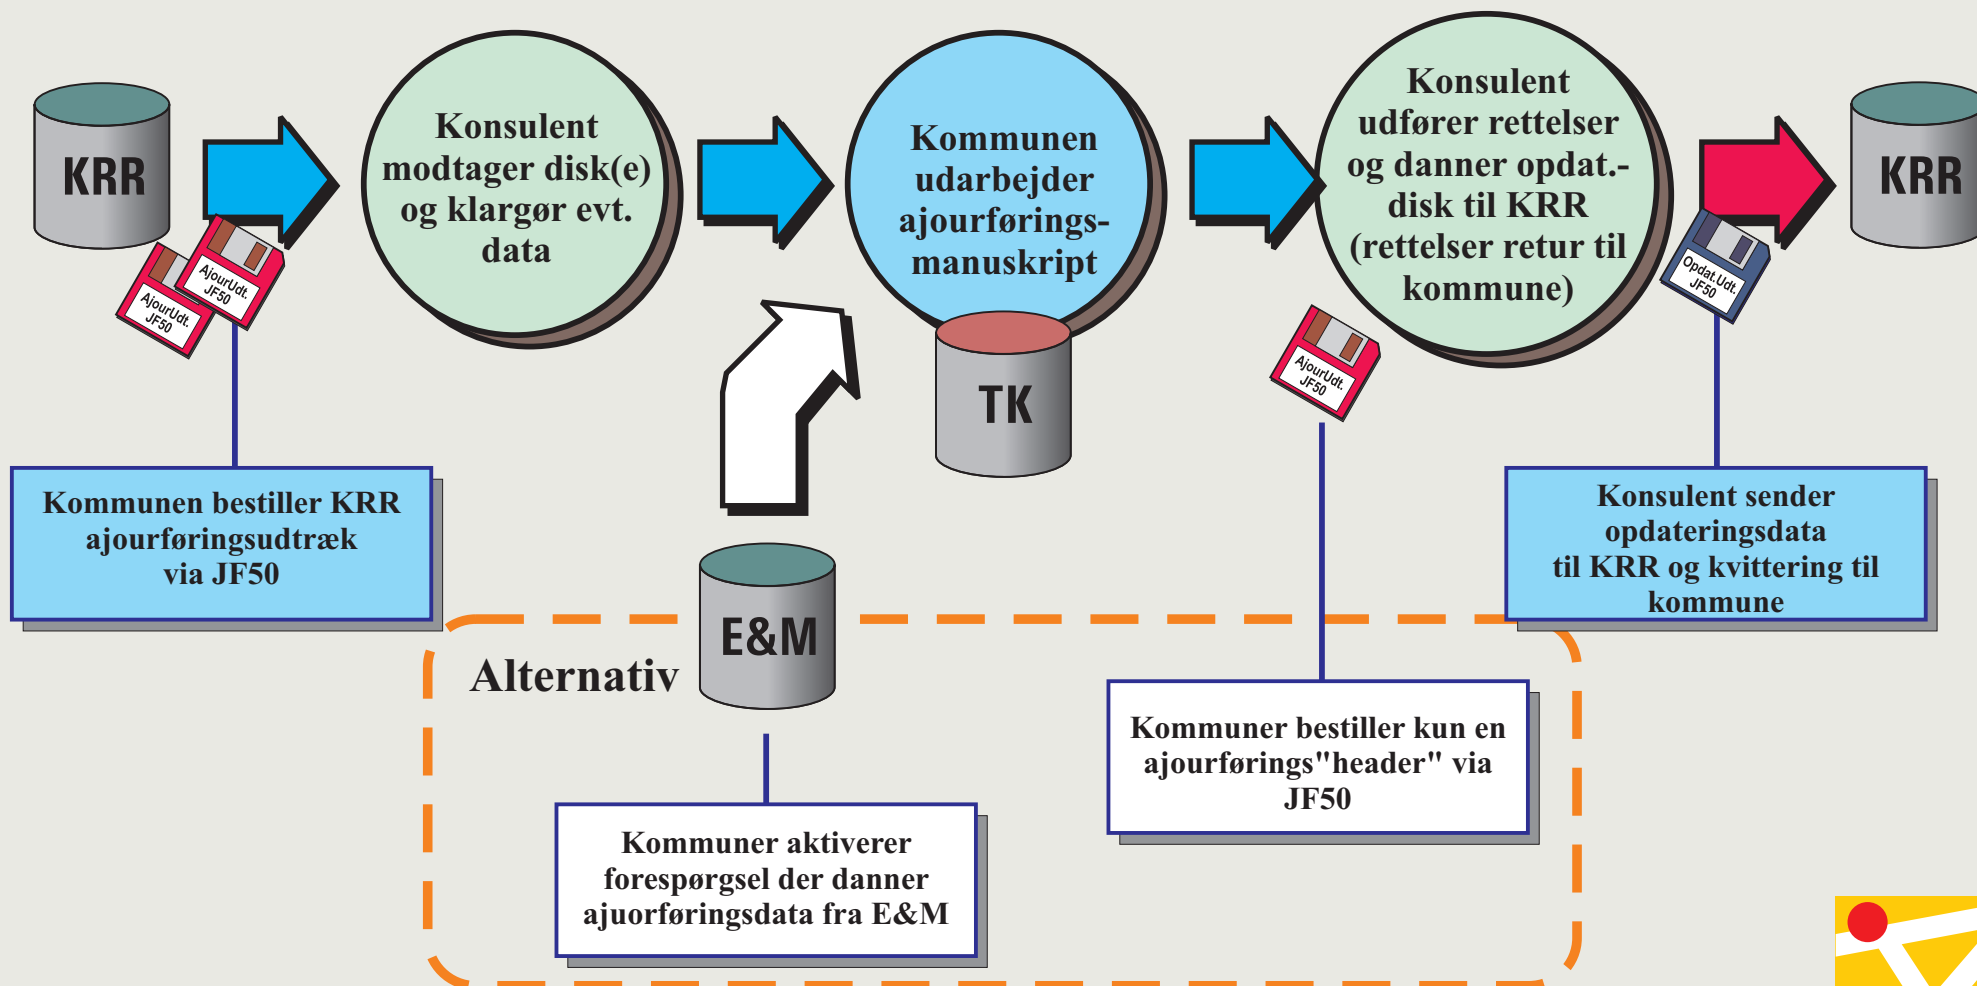 KRR
AjourUdt.
JF50
AjourUdt.
JF50
Konsulent
modtager disk(e)
og klargør evt.
data
Kommunen
udarbejder
ajourførings-
manuskript
TK
Konsulent
udfører rettelser
og danner opdat.-
disk til KRR
(rettelser retur til
kommune)
AjourUdt.
JF50
Opdat.Udt.
JF50
KRR
Kommunen bestiller KRR
ajourføringsudtræk
via JF50
Konsulent sender
opdateringsdata
til KRR og kvittering til
kommune
Alternativ
E&M
Kommuner aktiverer
forespørgsel der danner
ajuorføringsdata fra E&M
Kommuner bestiller kun en
ajourførings"header" via
JF50